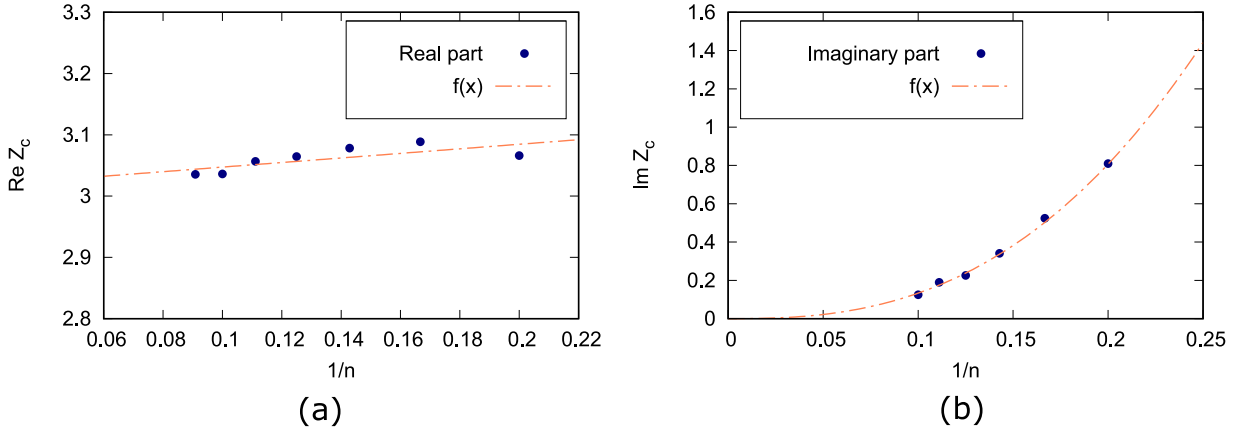 3.3
3.2
3.1
3
2.9
2.8
Re Z_c
Real part
f(x)
0.06 0.08 0.1 0.12 0.14 0.16 0.18 0.2 0.22
1/n
(a)
1.6
1.4
1.2
1
0.8
0.6
0.4
0.2
0
Im Z_c
Imaginary part
f(x)
0 0.05 0.1 0.15 0.2 0.25
1/n
(b)